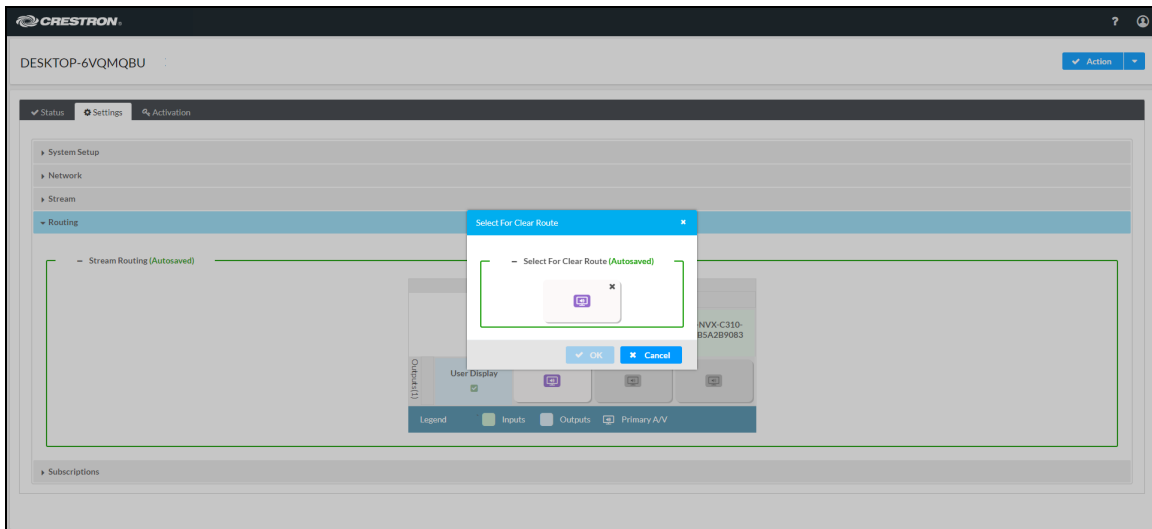 CRESTRON
?
DESKTOP-6VQMQBU
Action
Status
Settings
Activation
System Setup
Network
Stream
Routing
Select For Clear Route
Stream Routing (Autosaved)
Select For Clear Route (Autosaved)
-NVX-C310-
B5A2B9083
OK
Cancel
Outputs(1)
User Display
Legend
Inputs
Outputs
Primary A/V
Subscriptions